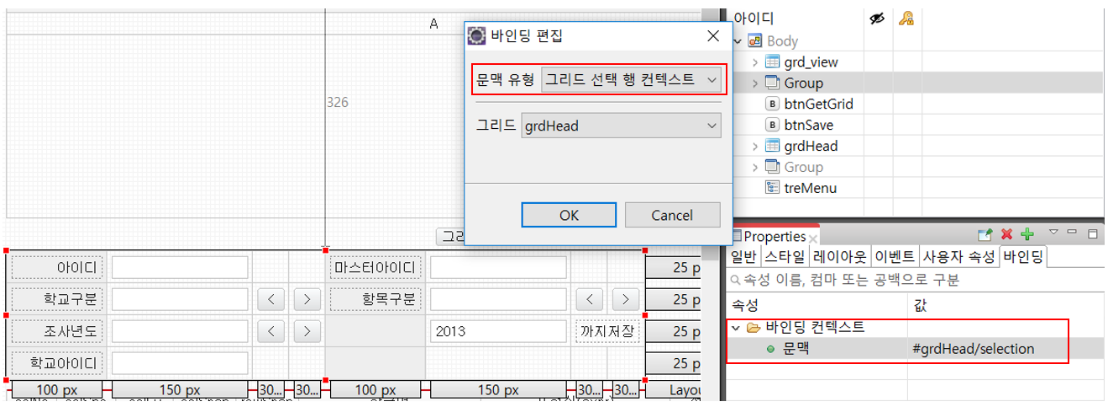 A
326
바인딩 편집
문맥 유형 그리드 선택 행 컨텍스트
그리드 grdHead
OK Cancel
아이디
Body
grd_view
Group
btnGetGrid
btnSave
grdHead
Group
treMenu
Properties
일반 스타일 레이아웃 이벤트 사용자 속성 바인딩
속성 이름, 컴마 또는 공백으로 구분
속성 값
바인딩 컨텍스트
문맥 #grdHead/selection
아이디 마스터아이디 25 p
학교구분 < > 항목구분 < > 25 p
조사년도 < > 2013 까지저장 25 p
학교아이디 25 p
100 px 150 px 30... 30... 100 px 150 px 30... 30... Layou